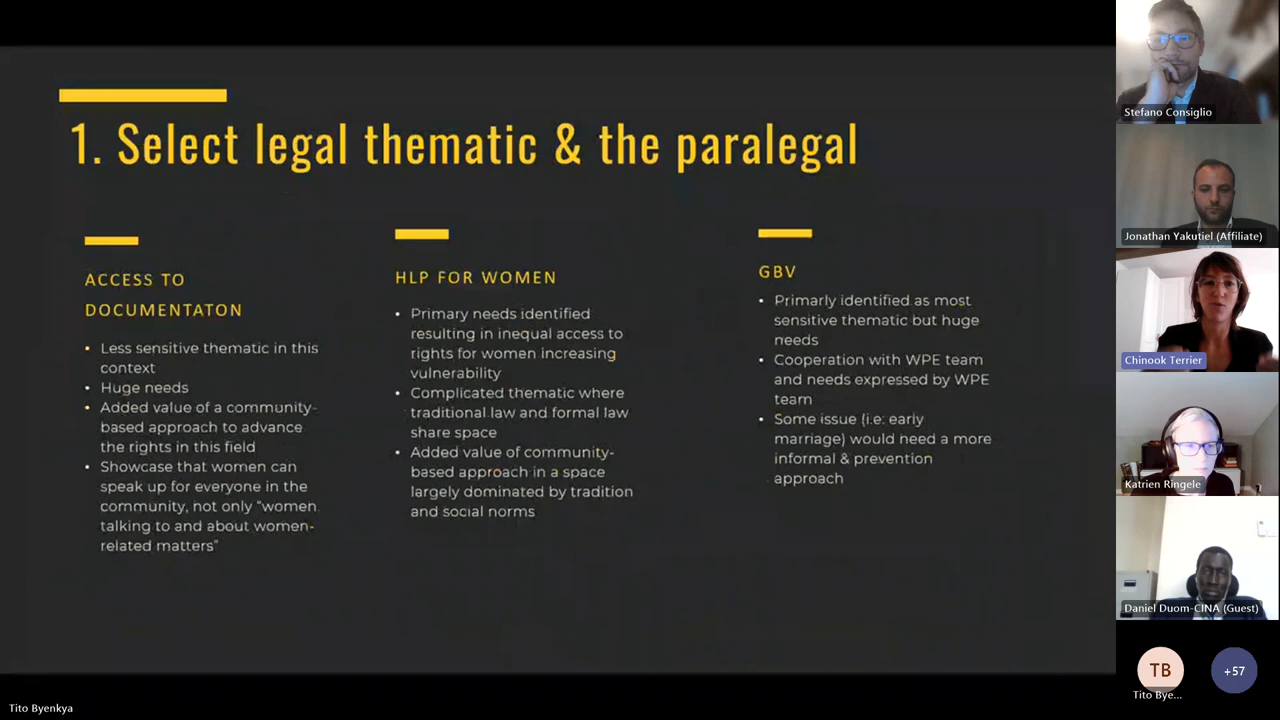 1. Select legal thematic & the paralegal
ACCESS TO
DOCUMENTATON
• Less sensitive thematic in this
context
• Huge needs
• Added value of a community-
based approach to advance
the rights in this field
• Showcase that women can
speak up for everyone in the
community, not only “women
talking to and about women-
related matters”
HLP FOR WOMEN
• Primary needs identified
resulting in inequal access to
rights for women increasing
vulnerability
• Complicated thematic where
traditional law and formal law
share space
• Added value of community-
based approach in a space
largely dominated by tradition
and social norms
GBV
• Primarly identified as most
sensitive thematic but huge
needs
• Cooperation with WPE team
and needs expressed by WPE
team
• Some issue (i.e: early
marriage) would need a more
informal & prevention
approach
Stefano Consiglio
Jonathan Yakutiel (Affiliate)
Chinook Terrier
Katrien Ringele
Daniel Duom-CINA (Guest)
TB
+57
Tito Bye...
Tito Byenkya